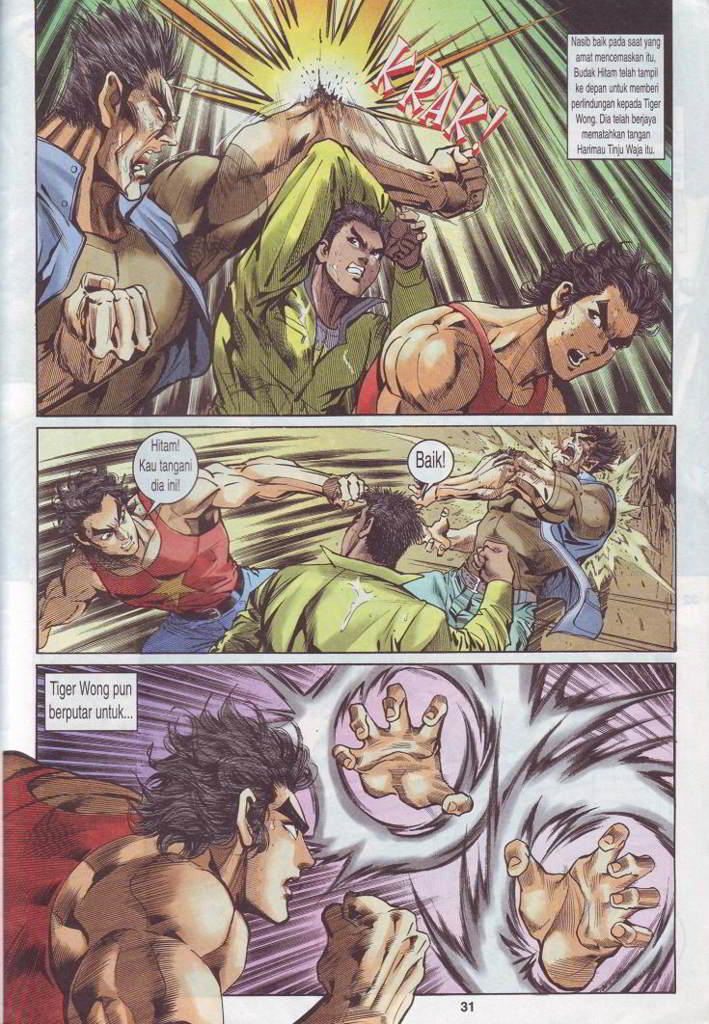 Nasib baik pada saat yang
amat mencemaskan itu,
Budak Hitam telah tampil
ke depan untuk memberi
perlindungan kepada Tiger
Wong. Dia telah berjaya
mematahkan tangan
Harimau Tinju Waja itu.
KRAKRAK!
Hitam!
Kau tangani
dia ini!
Baik!
Tiger Wong pun
berputar untuk...
31